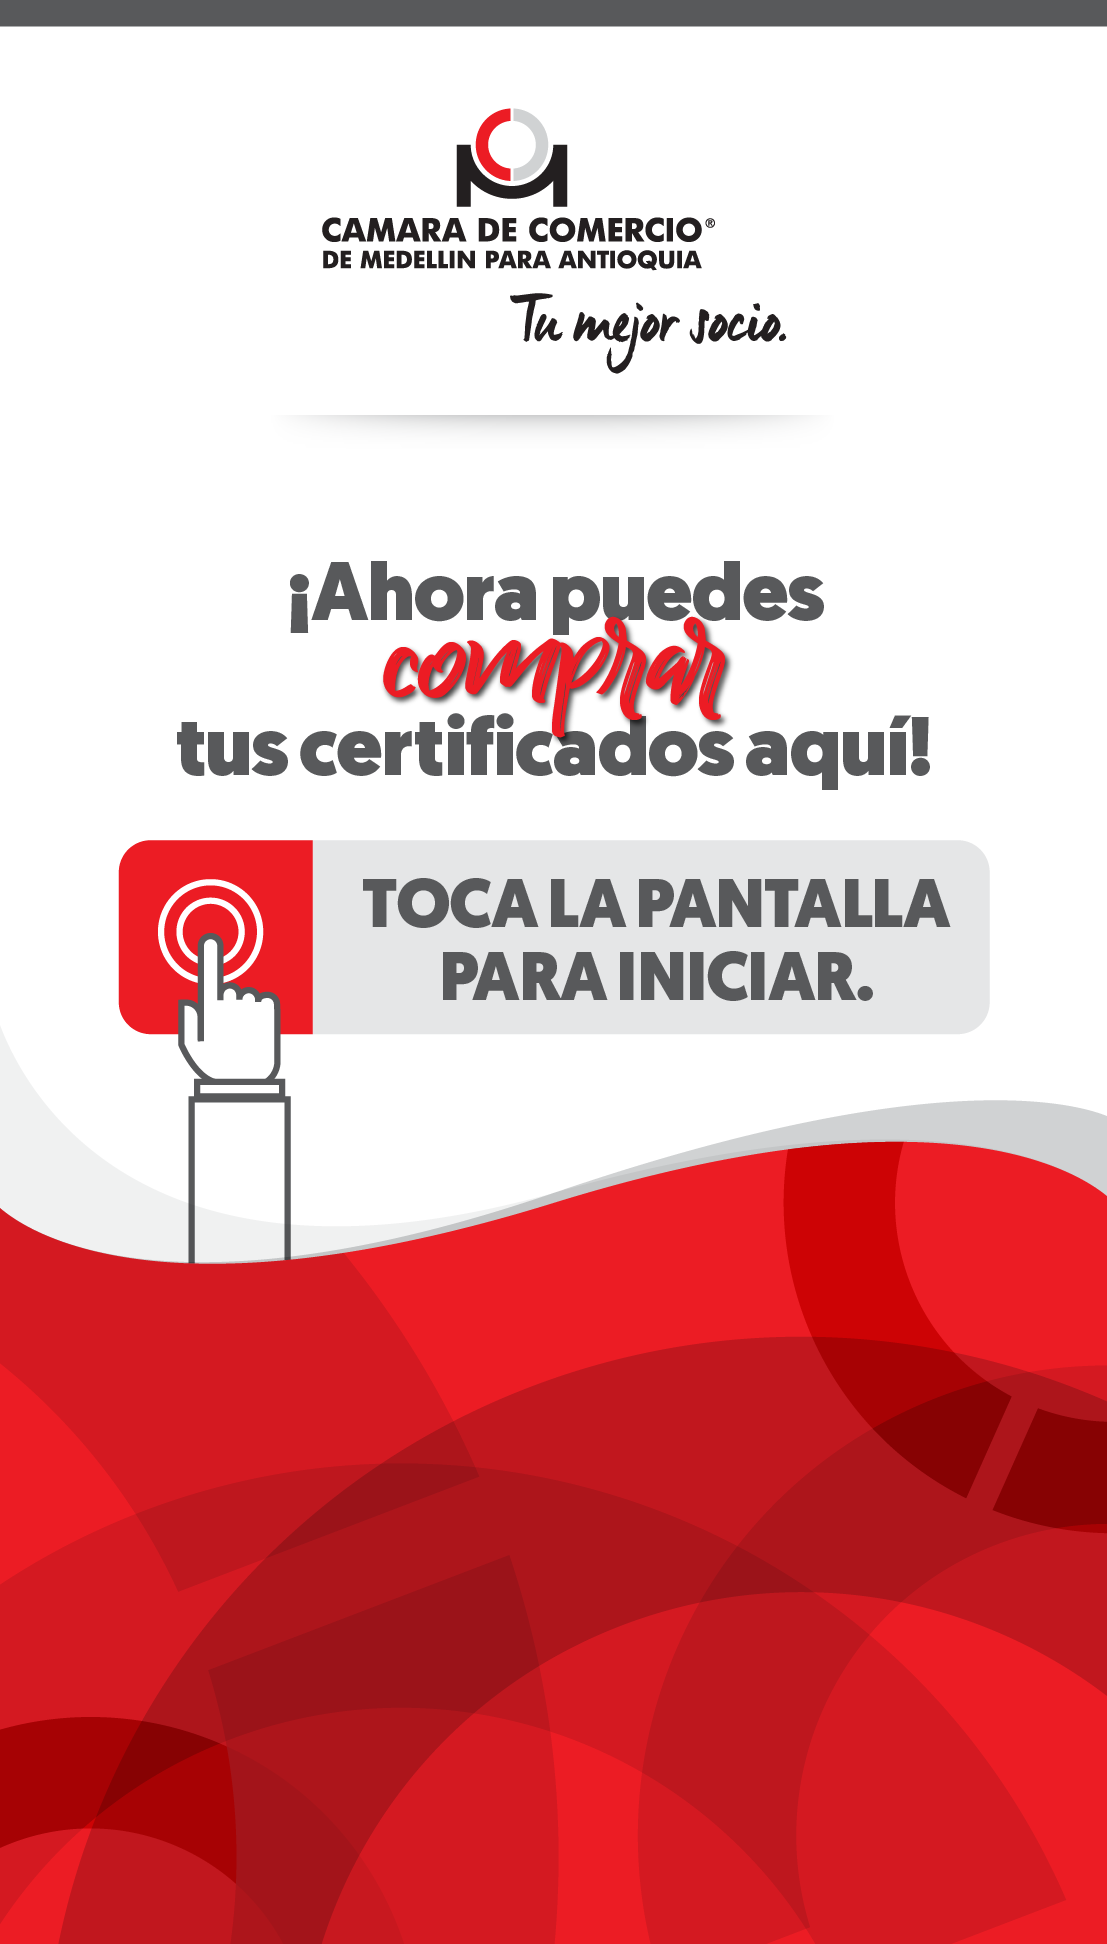 CAMARA DE COMERCIO®
DE MEDELLIN PARA ANTIOQUIA
Tu mejor socio.
¡Ahora puedes
comprar
tus certificados aquí!
TOCA LA PANTALLA
PARA INICIAR.